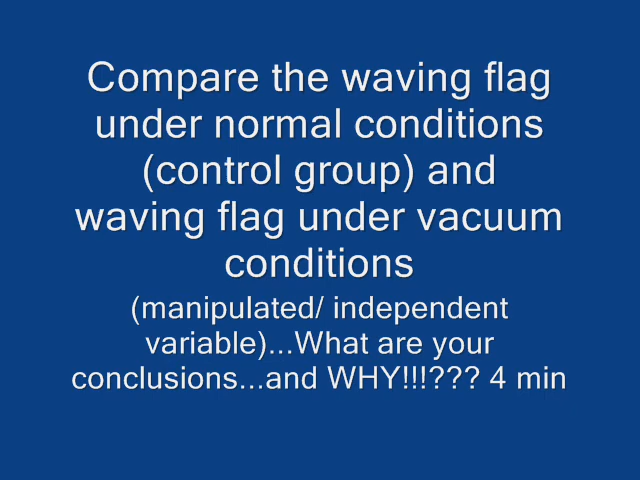 Compare the waving flag
under normal conditions
(control group) and
waving flag under vacuum
conditions
(manipulated/ independent
variable)...What are your
conclusions...and WHY!!!??? 4 min